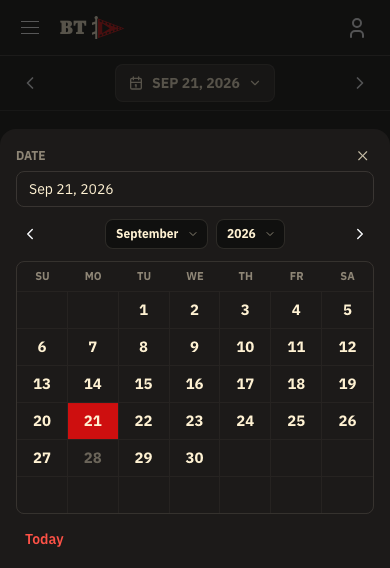 BT
SEP 21, 2026
DATE
Sep 21, 2026
September 2026
SU MO TU WE TH FR SA
1 2 3 4 5
6 7 8 9 10 11 12
13 14 15 16 17 18 19
20 21 22 23 24 25 26
27 28 29 30
Today